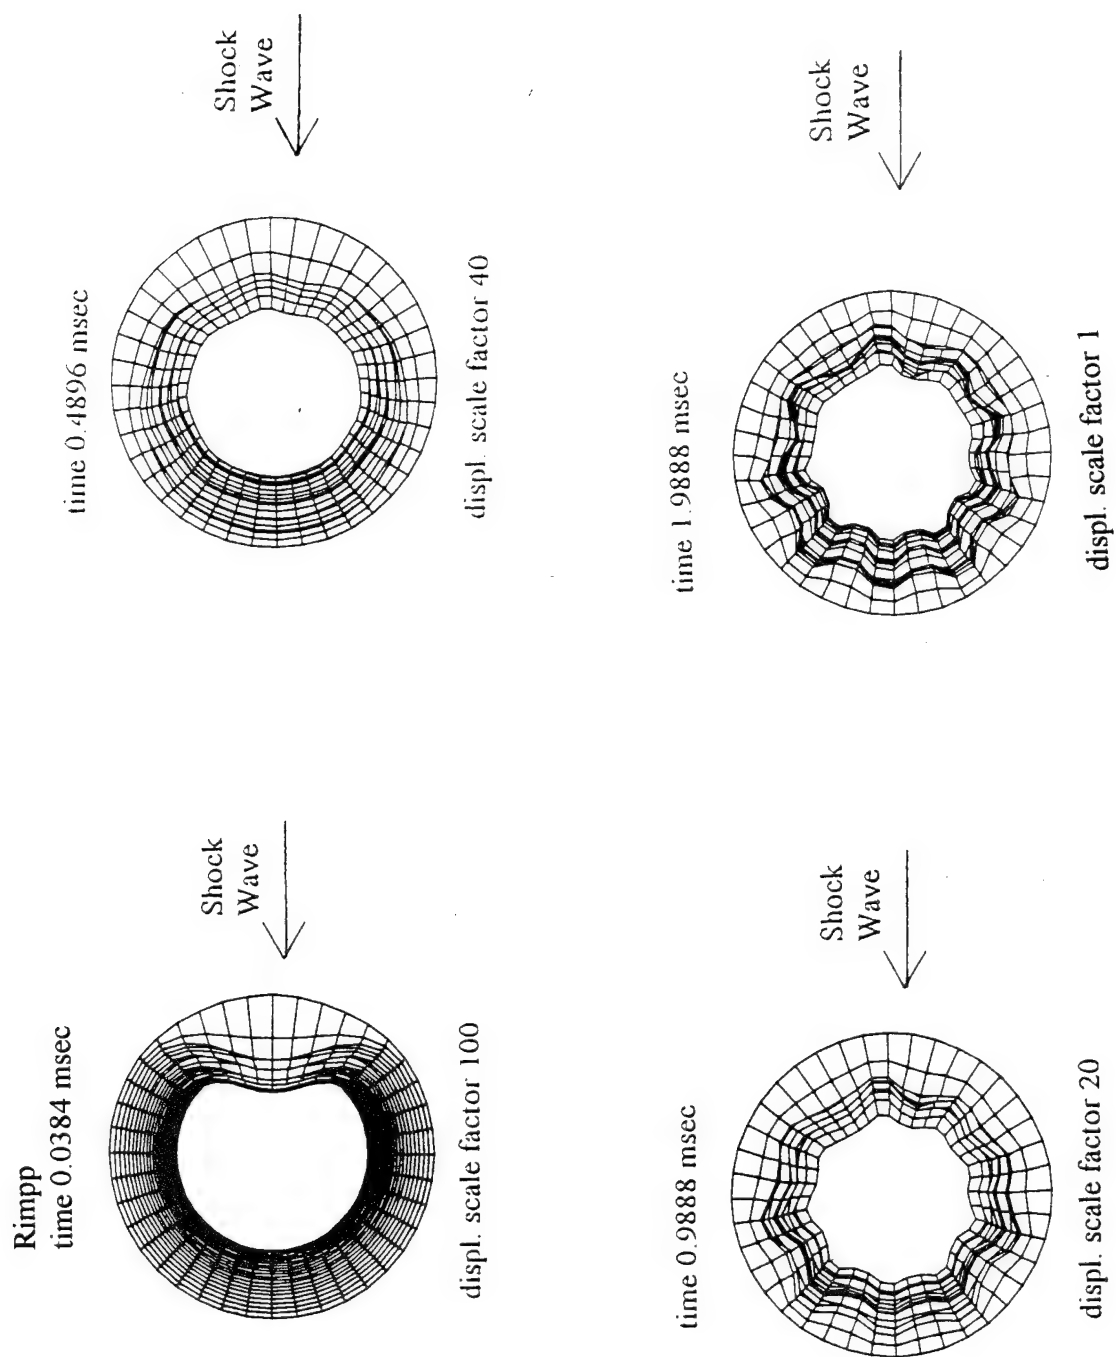 Rimpp
time 0.0384 msec
Shock
Wave
displ. scale factor 100
time 0.4896 msec
Shock
Wave
displ. scale factor 40
time 0.9888 msec
Shock
Wave
displ. scale factor 20
time 1.9888 msec
Shock
Wave
displ. scale factor 1